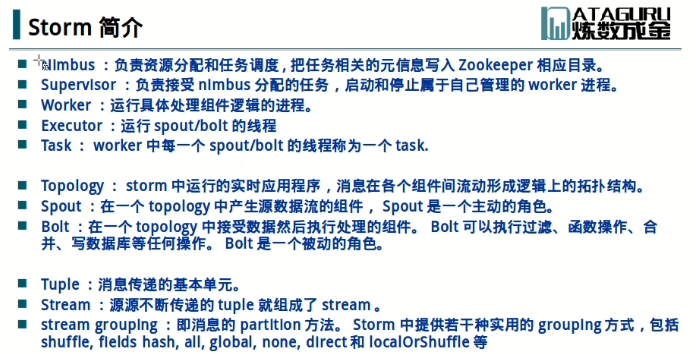 Storm 简介
ATAGURU
炼数成金
Nimbus ：负责资源分配和任务调度，把任务相关的元信息写入 Zookeeper 相应目录。
Supervisor ：负责接受 nimbus 分配的任务，启动和停止属于自己管理的 worker 进程。
Worker ：运行具体处理组件逻辑的进程。
Executor ：运行 spout/bolt 的线程
Task ： worker 中每一个 spout/bolt 的线程称为一个 task.
Topology ： storm 中运行的实时应用程序，消息在各个组件间流动形成逻辑上的拓扑结构。
Spout ：在一个 topology 中产生源数据流的组件， Spout 是一个主动的角色。
Bolt ：在一个 topology 中接受数据然后执行处理的组件。 Bolt 可以执行过滤、函数操作、合
并、写数据库等任何操作。 Bolt 是一个被动的角色。
Tuple ：消息传递的基本单元。
Stream ：源源不断传递的 tuple 就组成了 stream 。
stream grouping ：即消息的 partition 方法。 Storm 中提供若干种实用的 grouping 方式，包括
shuffle, fields hash, all, global, none, direct 和 localOrShuffle 等